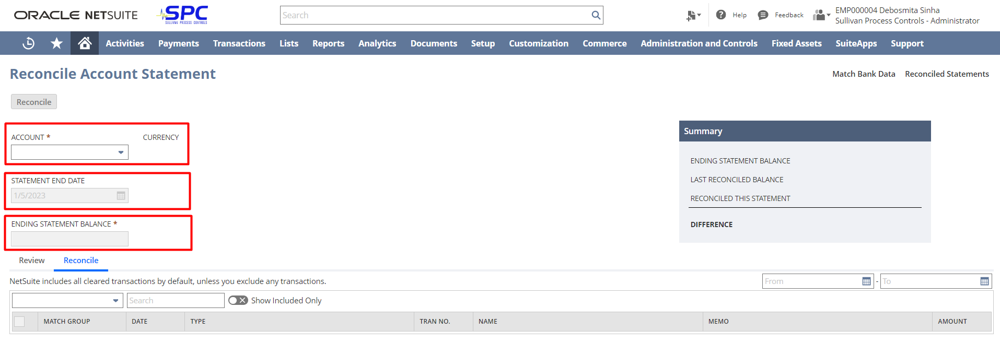 ORACLE NETSUITE
SPC
SULLIVAN PROCESS CONTROLS
Search
Help
Feedback
EMP000004 Debosmita Sinha
Sullivan Process Controls - Administrator
Activities Payments Transactions Lists Reports Analytics Documents Setup Customization Commerce Administration and Controls Fixed Assets SuiteApps Support
Reconcile Account Statement
Match Bank Data Reconciled Statements
Reconcile
ACCOUNT * CURRENCY
STATEMENT END DATE
1/5/2023
ENDING STATEMENT BALANCE *
Summary
ENDING STATEMENT BALANCE
LAST RECONCILED BALANCE
RECONCILED THIS STATEMENT
DIFFERENCE
Review Reconcile
NetSuite includes all cleared transactions by default, unless you exclude any transactions.
From - To
Search Show Included Only
MATCH GROUP DATE TYPE TRAN NO. NAME MEMO AMOUNT